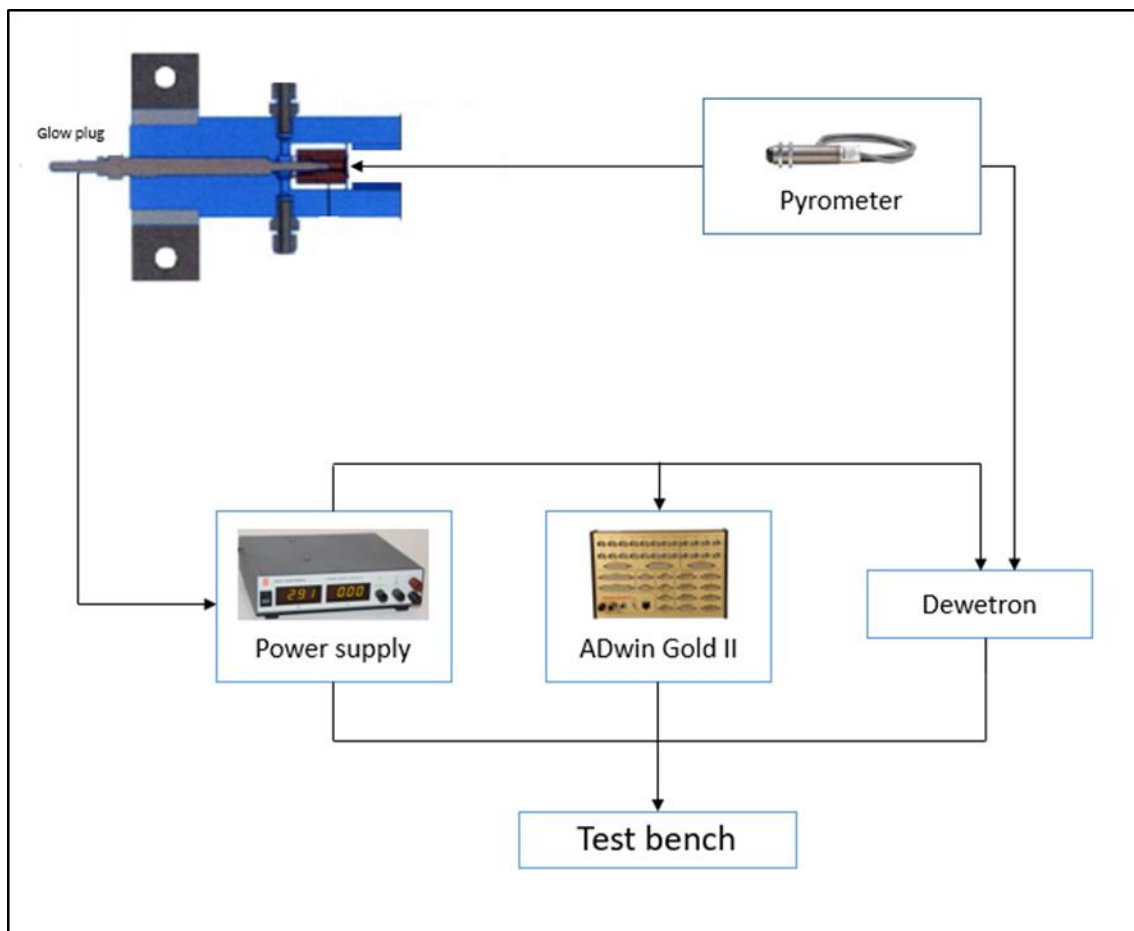 Glow plug
Pyrometer
29.1 0.00
Power supply
ADwin Gold II
Dewetron
Test bench